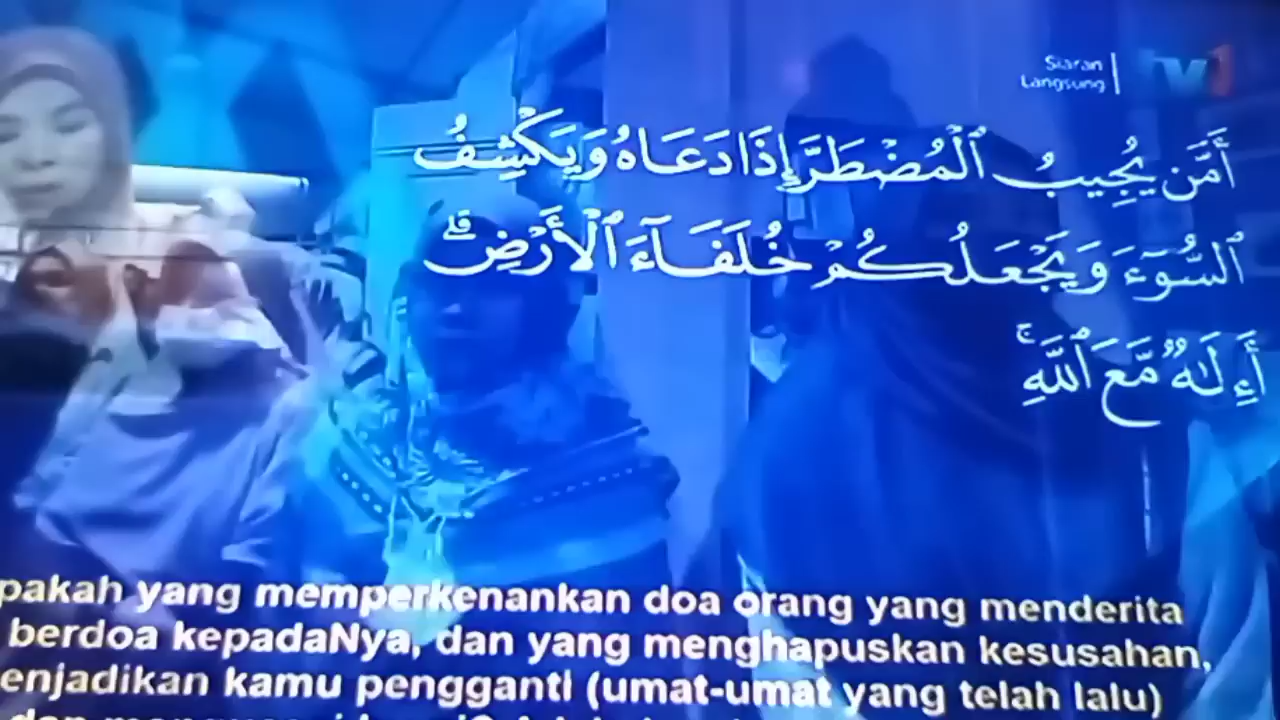 Siaran
Langsung
tv1
أَمَّن يُجِيبُ ٱلْمُضْطَرَّ إِذَا دَعَاهُ وَيَكْشِفُ
ٱلسُّوٓءَ وَيَجْعَلُكُمْ خُلَفَآءَ ٱلْأَرْضِ ۗ
أَءِلَـٰهٌ مَّعَ ٱللَّهِ ۚ
pakah yang memperkenankan doa orang yang menderita
berdoa kepadaNya, dan yang menghapuskan kesusahan,
enjadikan kamu pengganti (umat-umat yang telah lalu)